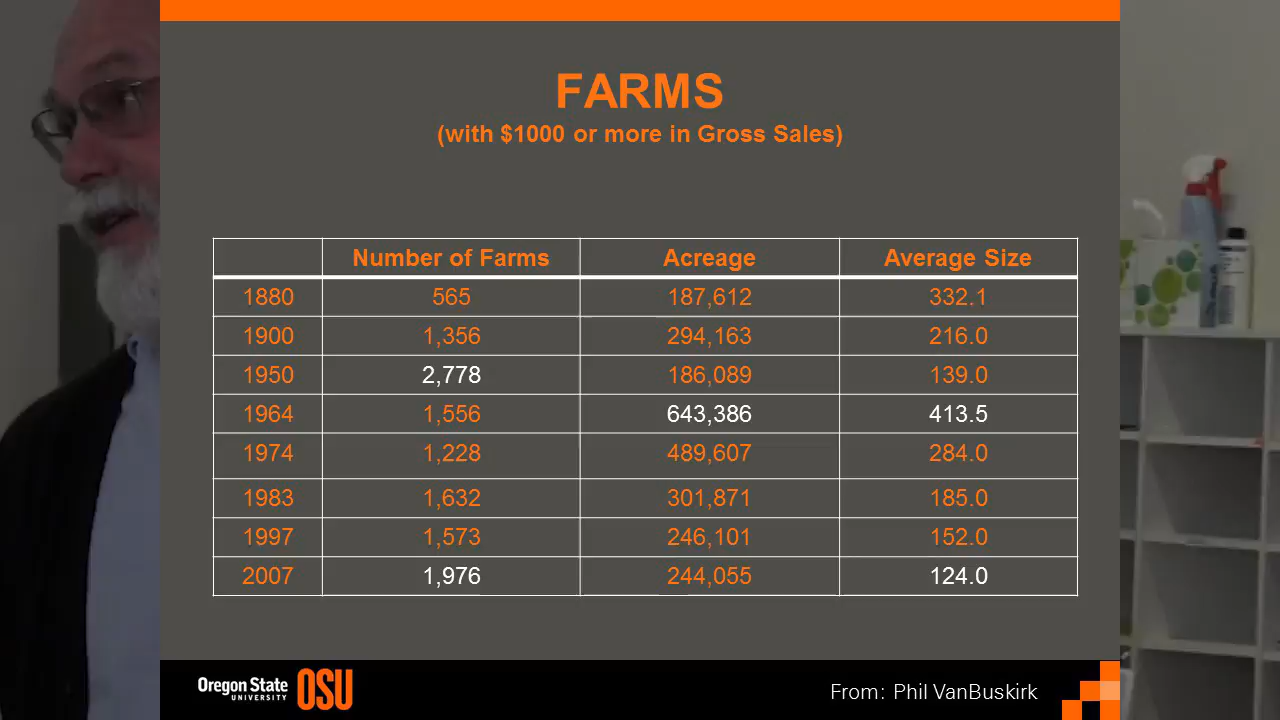 FARMS
(with $1000 or more in Gross Sales)
Number of Farms Acreage Average Size
1880 565 187,612 332.1
1900 1,356 294,163 216.0
1950 2,778 186,089 139.0
1964 1,556 643,386 413.5
1974 1,228 489,607 284.0
1983 1,632 301,871 185.0
1997 1,573 246,101 152.0
2007 1,976 244,055 124.0
Oregon State
UNIVERSITY
OSU
From: Phil VanBuskirk